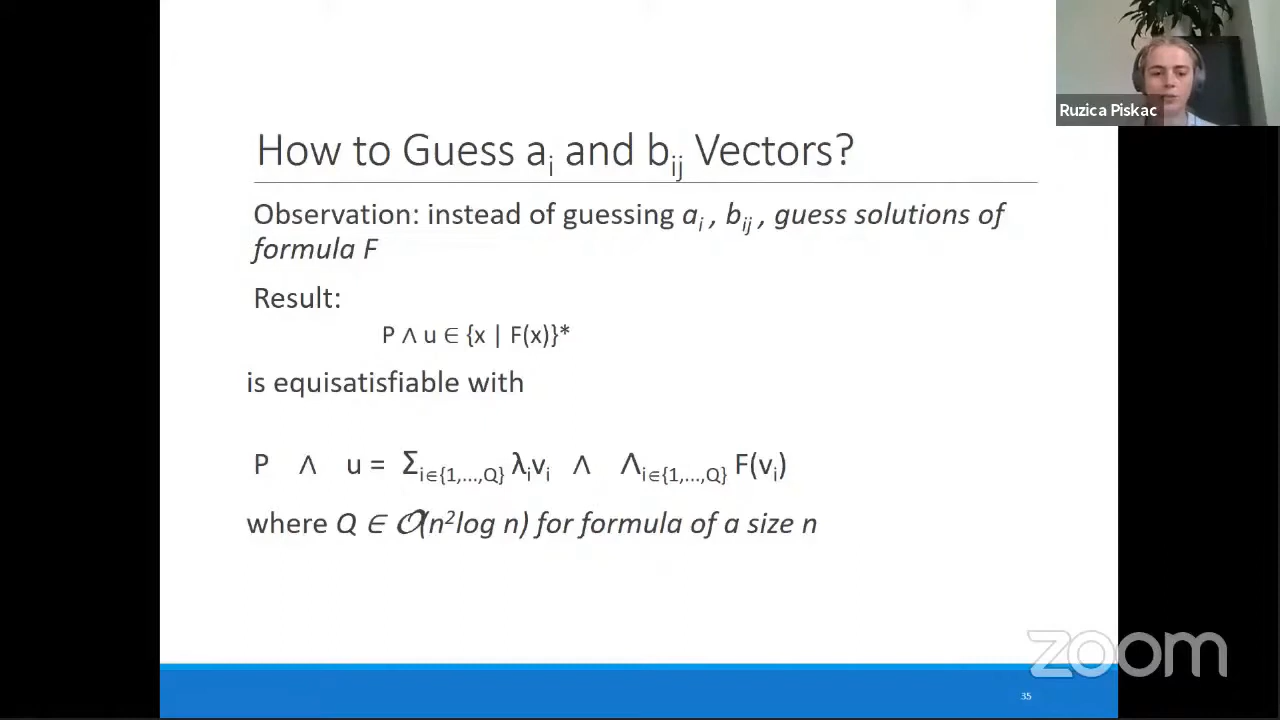 How to Guess aᵢ and bᵢⱼ Vectors?
Ruzica Piskac
Observation: instead of guessing aᵢ , bᵢⱼ , guess solutions of
formula F
Result:
P ∧ u ∈ {x | F(x)}*
is equisatisfiable with
P ∧ u = Σi∈{1,...,Q} λᵢvᵢ ∧ ⋀i∈{1,...,Q} F(vᵢ)
where Q ∈ 𝒪(n²log n) for formula of a size n
zoom
35